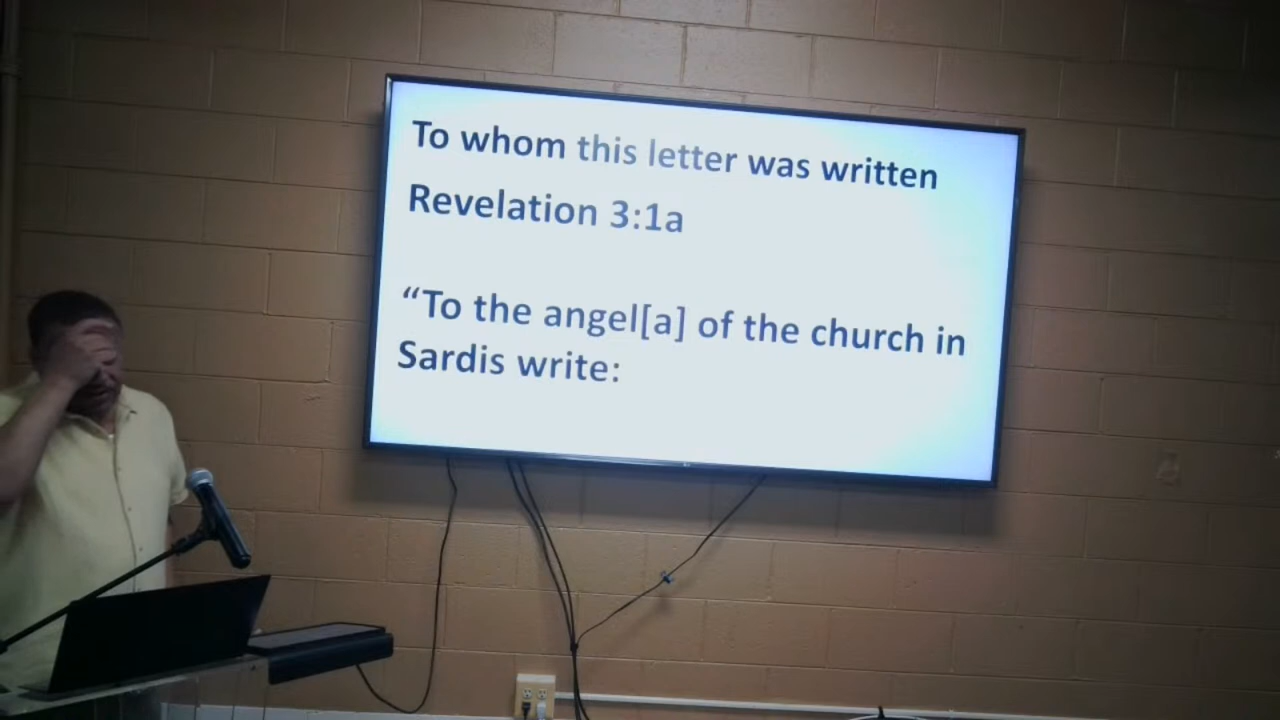 To whom this letter was written
Revelation 3:1a
“To the angel[a] of the church in
Sardis write: